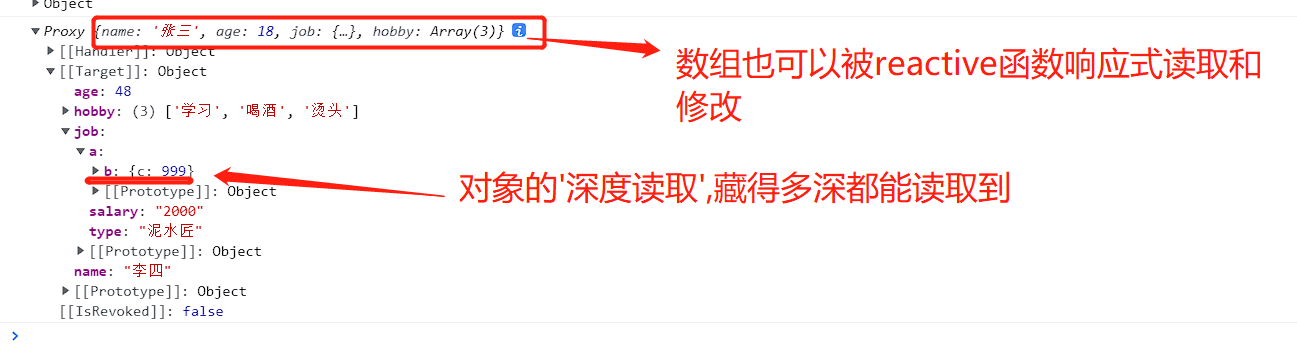 Object
Proxy {name: '张三', age: 18, job: {…}, hobby: Array(3)} i
[[Handler]]: Object
[[Target]]: Object
age: 48
hobby: (3) ['学习', '喝酒', '烫头']
job:
a:
b: {c: 999}
[[Prototype]]: Object
salary: "2000"
type: "泥水匠"
[[Prototype]]: Object
name: "李四"
[[Prototype]]: Object
[[IsRevoked]]: false
数组也可以被reactive函数响应式读取和
修改
对象的'深度读取',藏得多深都能读取到